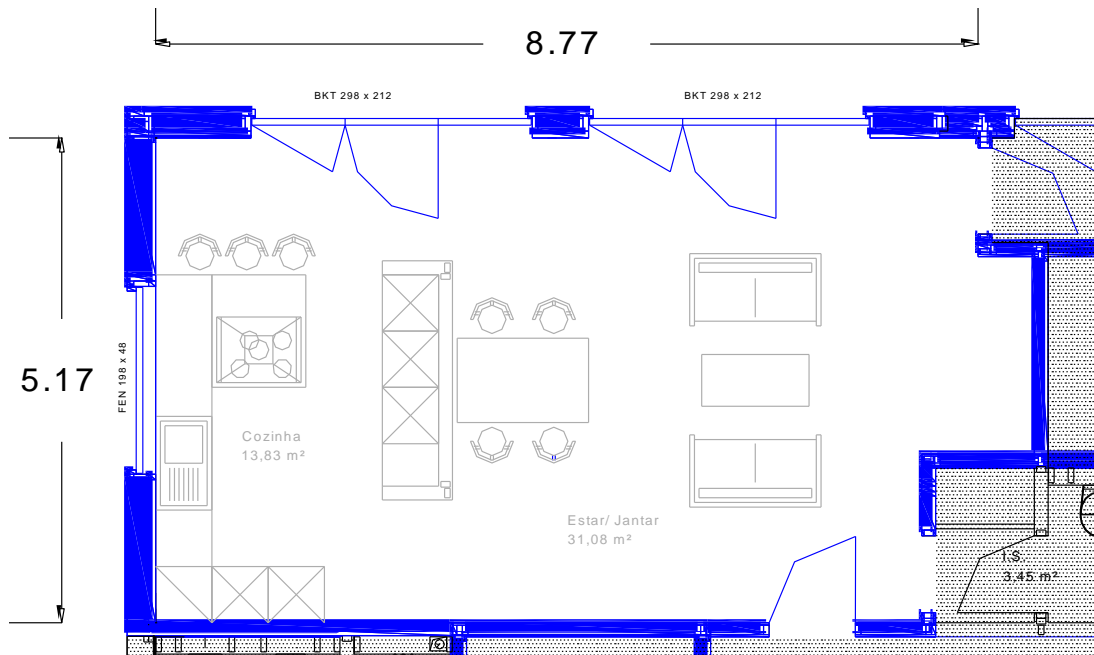 8.77
BKT 298 x 212
BKT 298 x 212
5.17
FEN 198 x 48
Cozinha
13,83 m²
Estar/ Jantar
31,08 m²
I.S.
3,45 m²